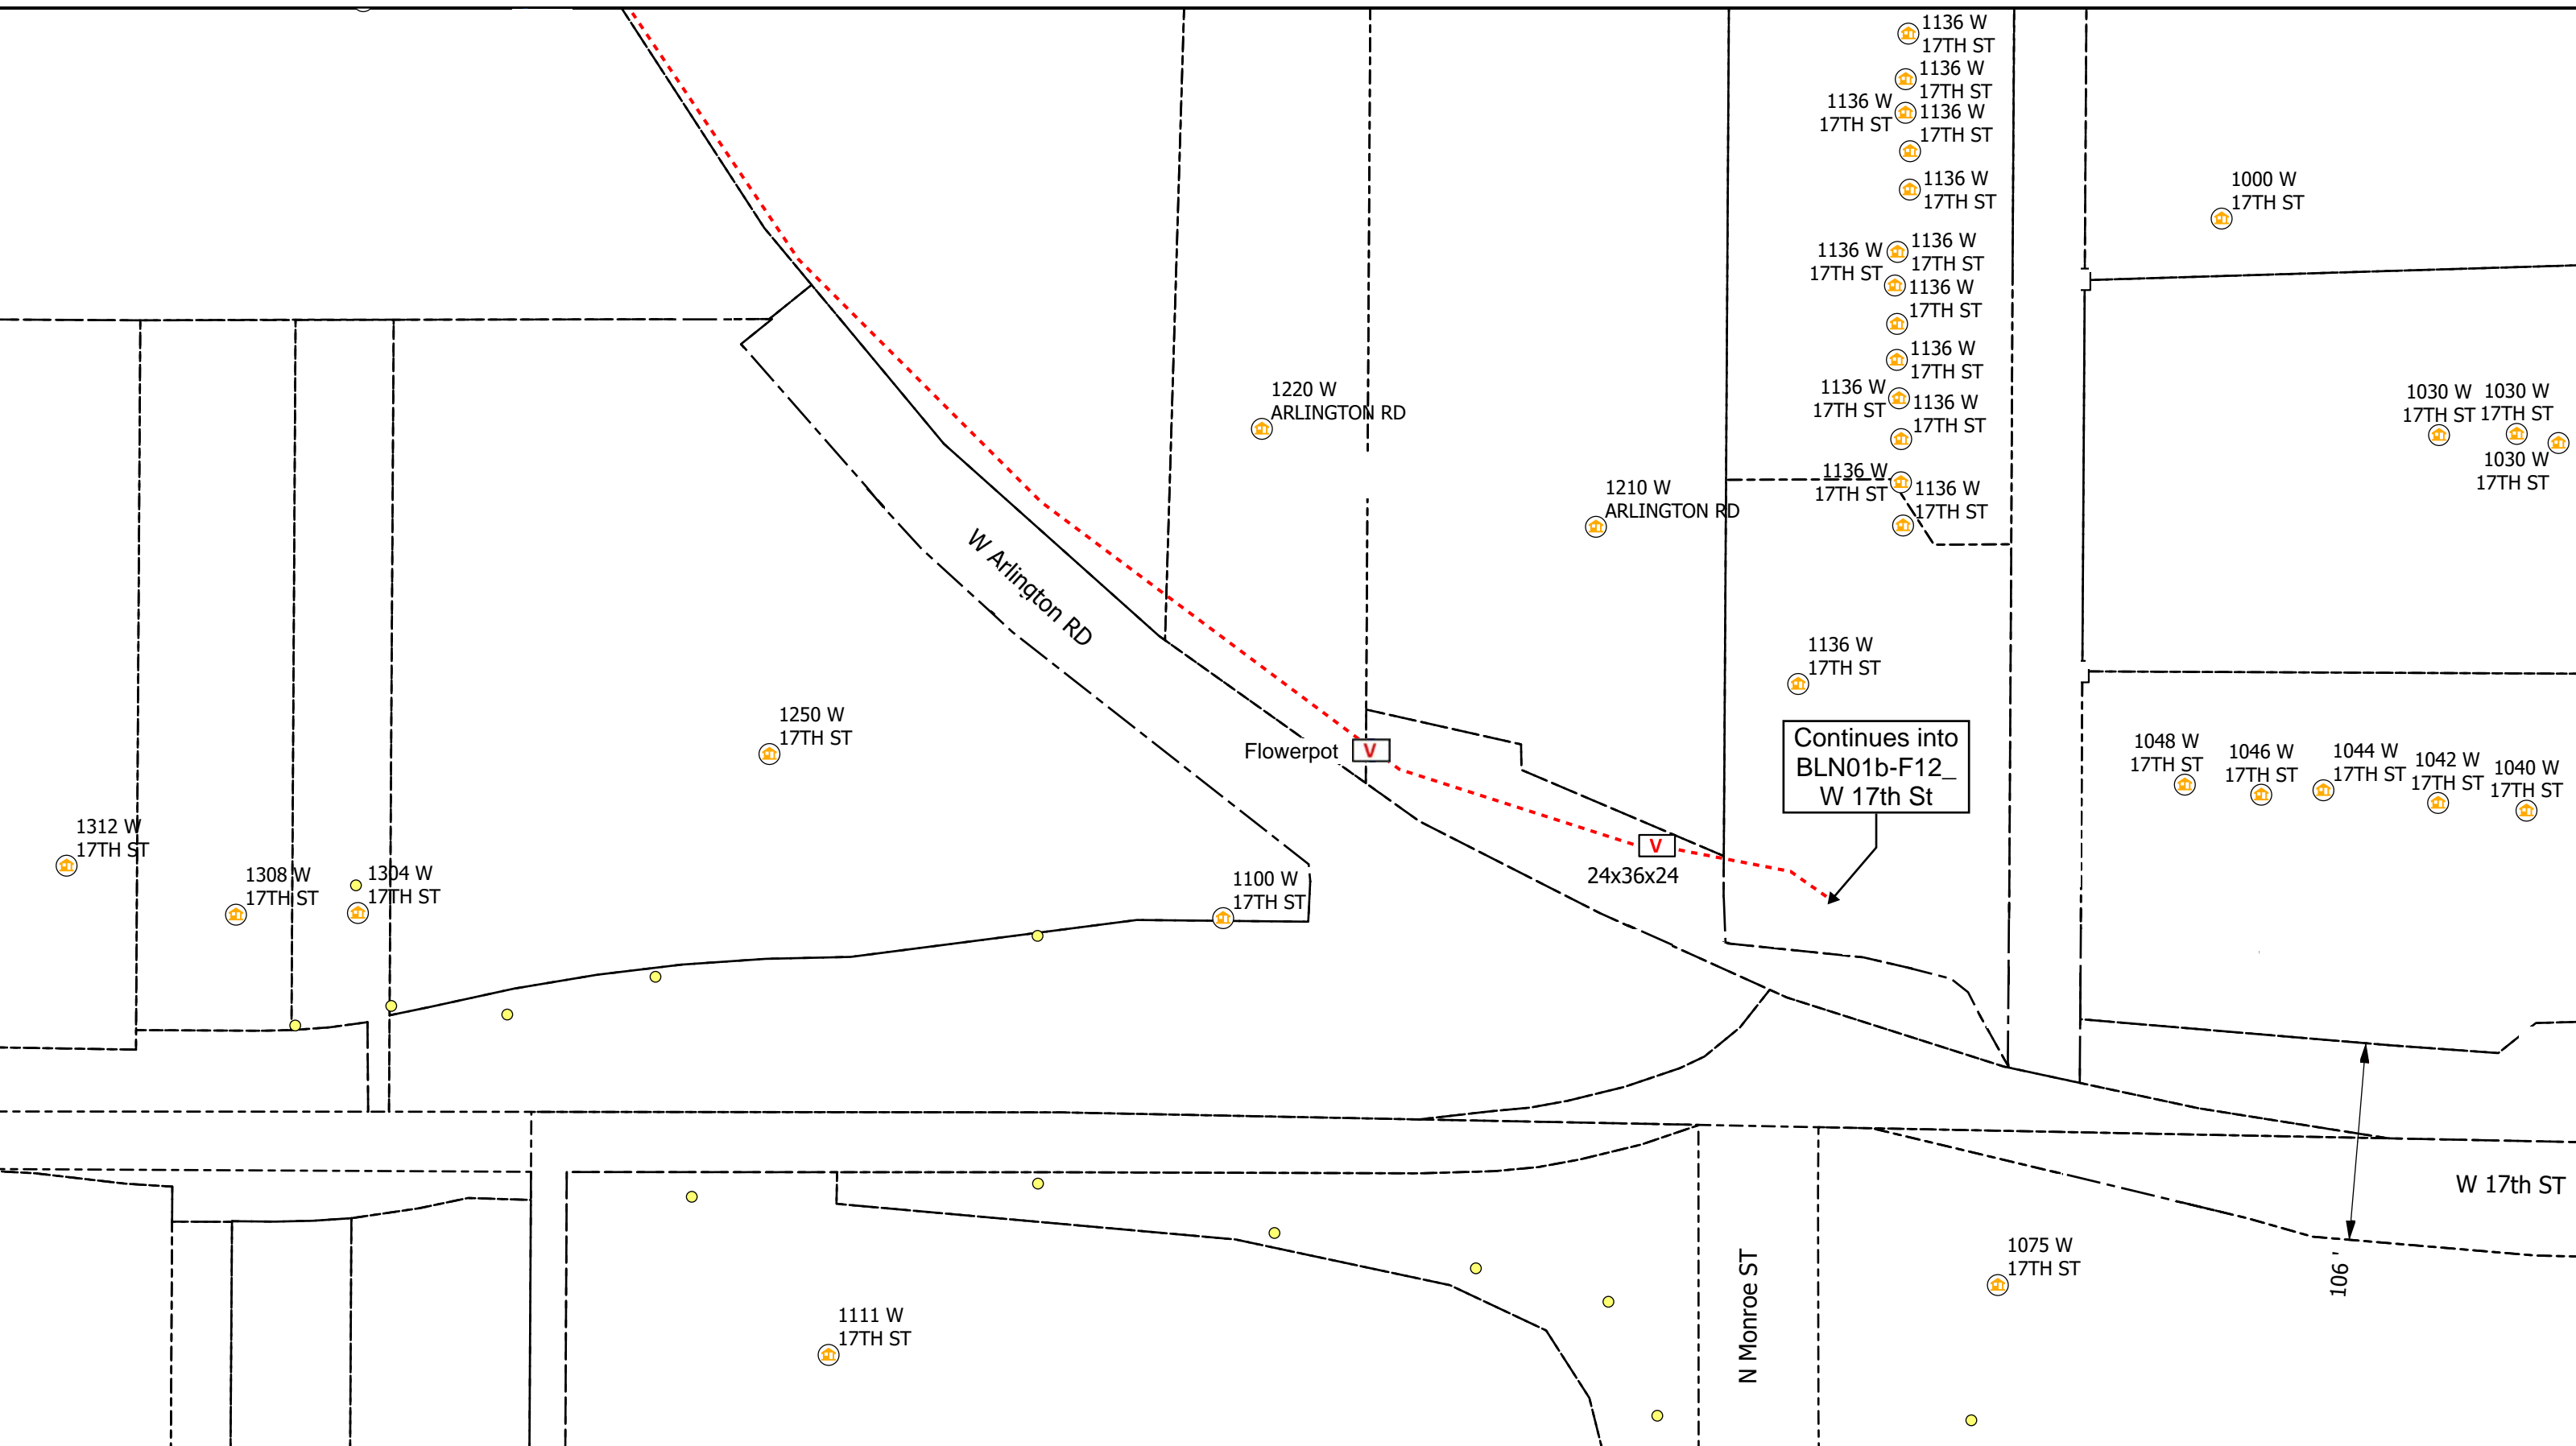 1136 W
17TH ST
1136 W
17TH ST
1136 W
17TH ST
1136 W
17TH ST
1136 W
17TH ST
1000 W
17TH ST
1136 W
17TH ST
1136 W
17TH ST
1136 W
17TH ST
1136 W
17TH ST
1136 W
17TH ST
1136 W
17TH ST
1220 W
ARLINGTON RD
1030 W
17TH ST
1030 W
17TH ST
1030 W
17TH ST
1136 W
17TH ST
1136 W
17TH ST
1210 W
ARLINGTON RD
W Arlington RD
1136 W
17TH ST
1250 W
17TH ST
Flowerpot
V
Continues into
BLN01b-F12_
W 17th St
1048 W
17TH ST
1046 W
17TH ST
1044 W
17TH ST
1042 W
17TH ST
1040 W
17TH ST
1312 W
17TH ST
1308 W
17TH ST
1304 W
17TH ST
V
24x36x24
1100 W
17TH ST
W 17th ST
1075 W
17TH ST
106
N Monroe ST
1111 W
17TH ST